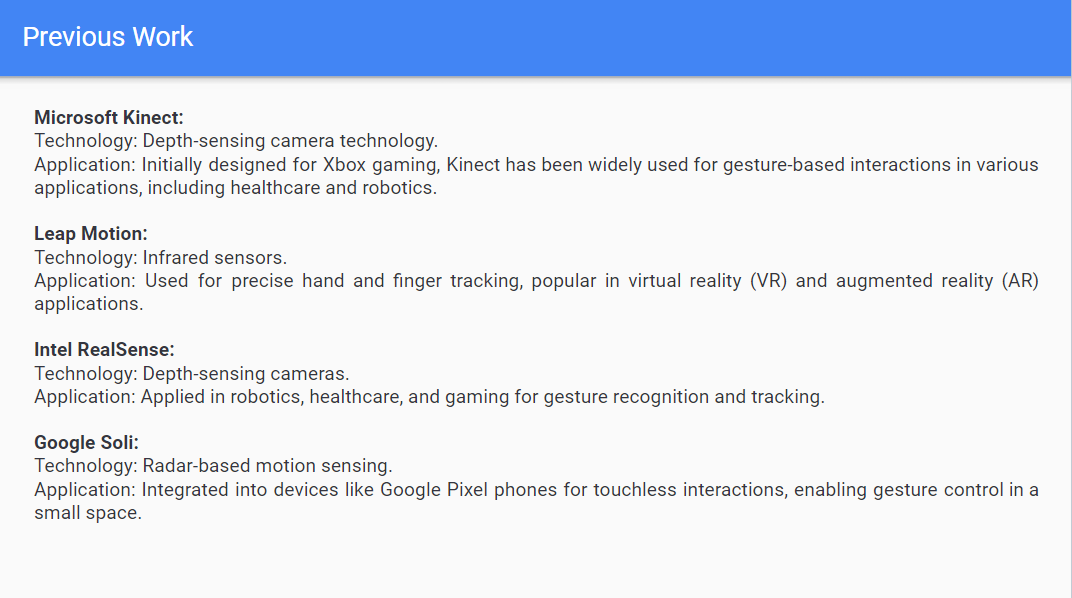 Previous Work
Microsoft Kinect:
Technology: Depth-sensing camera technology.
Application: Initially designed for Xbox gaming, Kinect has been widely used for gesture-based interactions in various
applications, including healthcare and robotics.
Leap Motion:
Technology: Infrared sensors.
Application: Used for precise hand and finger tracking, popular in virtual reality (VR) and augmented reality (AR)
applications.
Intel RealSense:
Technology: Depth-sensing cameras.
Application: Applied in robotics, healthcare, and gaming for gesture recognition and tracking.
Google Soli:
Technology: Radar-based motion sensing.
Application: Integrated into devices like Google Pixel phones for touchless interactions, enabling gesture control in a
small space.